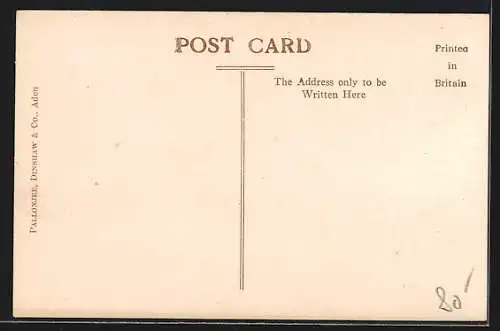 POST CARD
Printed
in
Britain
The Address only to be
Written Here
PALLONJEE, DINSHAW & Co., Aden
80-